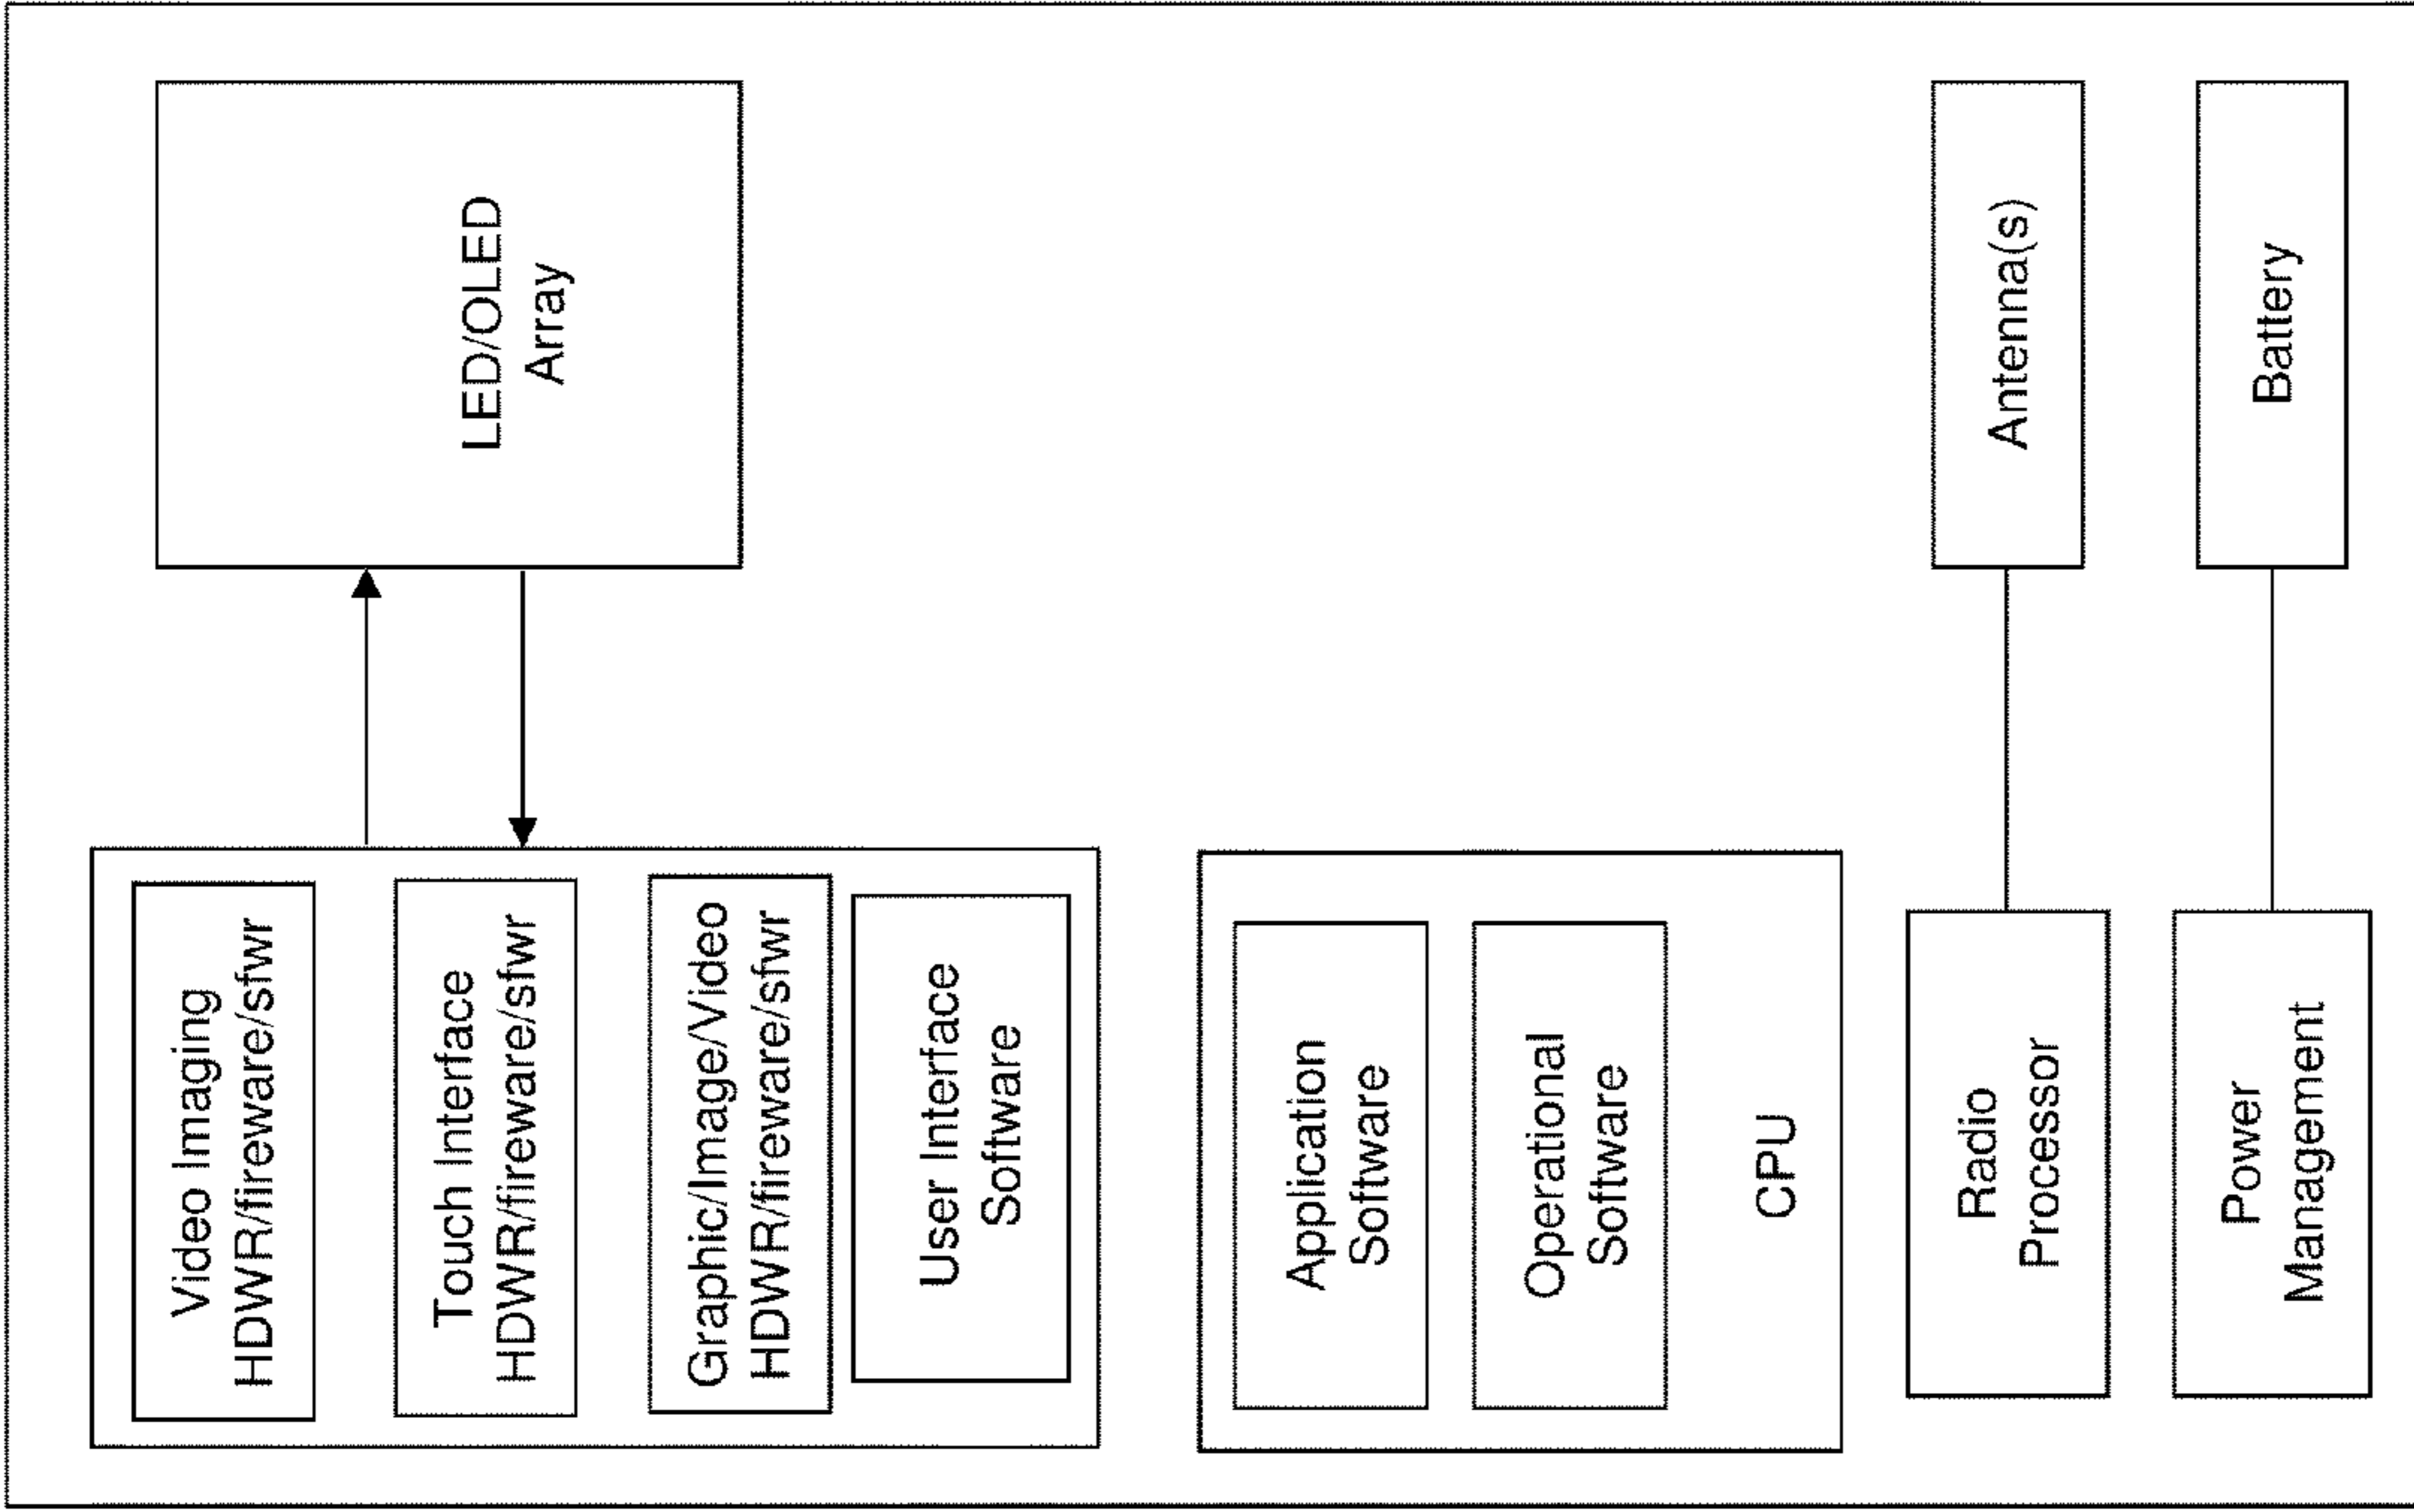 Video Imaging
HDWR/fireware/sfwr
Touch Interface
HDWR/fireware/sfwr
Graphic/Image/Video
HDWR/fireware/sfwr
User Interface
Software
LED/OLED
Array
Application
Software
Operational
Software
CPU
Radio
Processor
Antenna(s)
Power
Management
Battery